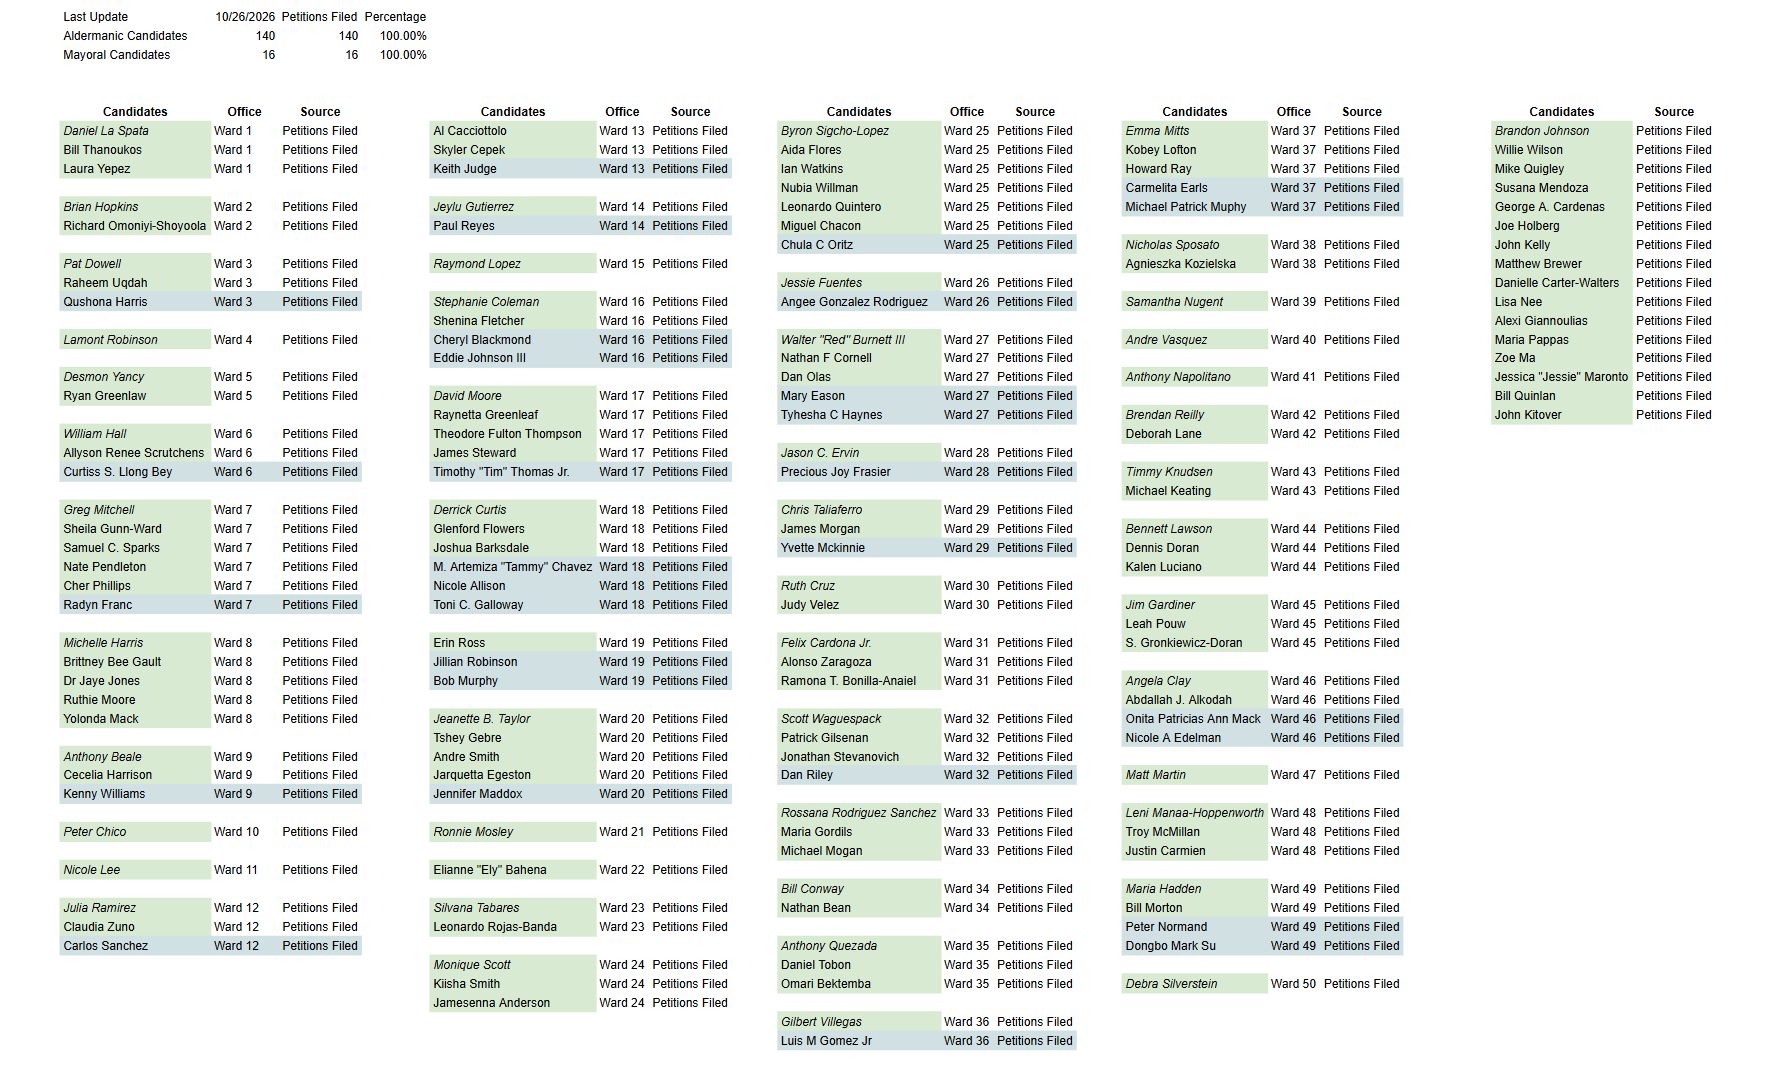 Last Update 10/26/2026 Petitions Filed Percentage
Aldermanic Candidates 140 140 100.00%
Mayoral Candidates 16 16 100.00%
Candidates Office Source
Daniel La Spata Ward 1 Petitions Filed
Bill Thanoukos Ward 1 Petitions Filed
Laura Yepez Ward 1 Petitions Filed
Brian Hopkins Ward 2 Petitions Filed
Richard Omoniyi-Shoyoola Ward 2 Petitions Filed
Pat Dowell Ward 3 Petitions Filed
Raheem Uqdah Ward 3 Petitions Filed
Qushona Harris Ward 3 Petitions Filed
Lamont Robinson Ward 4 Petitions Filed
Desmon Yancy Ward 5 Petitions Filed
Ryan Greenlaw Ward 5 Petitions Filed
William Hall Ward 6 Petitions Filed
Allyson Renee Scrutchens Ward 6 Petitions Filed
Curtiss S. Llong Bey Ward 6 Petitions Filed
Greg Mitchell Ward 7 Petitions Filed
Sheila Gunn-Ward Ward 7 Petitions Filed
Samuel C. Sparks Ward 7 Petitions Filed
Nate Pendleton Ward 7 Petitions Filed
Cher Phillips Ward 7 Petitions Filed
Radyn Franc Ward 7 Petitions Filed
Michelle Harris Ward 8 Petitions Filed
Brittney Bee Gault Ward 8 Petitions Filed
Dr Jaye Jones Ward 8 Petitions Filed
Ruthie Moore Ward 8 Petitions Filed
Yolonda Mack Ward 8 Petitions Filed
Anthony Beale Ward 9 Petitions Filed
Cecelia Harrison Ward 9 Petitions Filed
Kenny Williams Ward 9 Petitions Filed
Peter Chico Ward 10 Petitions Filed
Nicole Lee Ward 11 Petitions Filed
Julia Ramirez Ward 12 Petitions Filed
Claudia Zuno Ward 12 Petitions Filed
Carlos Sanchez Ward 12 Petitions Filed
Candidates Office Source
Al Cacciottolo Ward 13 Petitions Filed
Skyler Cepek Ward 13 Petitions Filed
Keith Judge Ward 13 Petitions Filed
Jeylu Gutierrez Ward 14 Petitions Filed
Paul Reyes Ward 14 Petitions Filed
Raymond Lopez Ward 15 Petitions Filed
Stephanie Coleman Ward 16 Petitions Filed
Shenina Fletcher Ward 16 Petitions Filed
Cheryl Blackmond Ward 16 Petitions Filed
Eddie Johnson III Ward 16 Petitions Filed
David Moore Ward 17 Petitions Filed
Raynetta Greenleaf Ward 17 Petitions Filed
Theodore Fulton Thompson Ward 17 Petitions Filed
James Steward Ward 17 Petitions Filed
Timothy "Tim" Thomas Jr. Ward 17 Petitions Filed
Derrick Curtis Ward 18 Petitions Filed
Glenford Flowers Ward 18 Petitions Filed
Joshua Barksdale Ward 18 Petitions Filed
M. Artemiza "Tammy" Chavez Ward 18 Petitions Filed
Nicole Allison Ward 18 Petitions Filed
Toni C. Galloway Ward 18 Petitions Filed
Erin Ross Ward 19 Petitions Filed
Jillian Robinson Ward 19 Petitions Filed
Bob Murphy Ward 19 Petitions Filed
Jeanette B. Taylor Ward 20 Petitions Filed
Tshey Gebre Ward 20 Petitions Filed
Andre Smith Ward 20 Petitions Filed
Jarquetta Egeston Ward 20 Petitions Filed
Jennifer Maddox Ward 20 Petitions Filed
Ronnie Mosley Ward 21 Petitions Filed
Elianne "Ely" Bahena Ward 22 Petitions Filed
Silvana Tabares Ward 23 Petitions Filed
Leonardo Rojas-Banda Ward 23 Petitions Filed
Monique Scott Ward 24 Petitions Filed
Kiisha Smith Ward 24 Petitions Filed
Jamesenna Anderson Ward 24 Petitions Filed
Candidates Office Source
Byron Sigcho-Lopez Ward 25 Petitions Filed
Aida Flores Ward 25 Petitions Filed
Ian Watkins Ward 25 Petitions Filed
Nubia Willman Ward 25 Petitions Filed
Leonardo Quintero Ward 25 Petitions Filed
Miguel Chacon Ward 25 Petitions Filed
Chula C Oritz Ward 25 Petitions Filed
Jessie Fuentes Ward 26 Petitions Filed
Angee Gonzalez Rodriguez Ward 26 Petitions Filed
Walter "Red" Burnett III Ward 27 Petitions Filed
Nathan F Cornell Ward 27 Petitions Filed
Dan Olas Ward 27 Petitions Filed
Mary Eason Ward 27 Petitions Filed
Tyhesha C Haynes Ward 27 Petitions Filed
Jason C. Ervin Ward 28 Petitions Filed
Precious Joy Frasier Ward 28 Petitions Filed
Chris Taliaferro Ward 29 Petitions Filed
James Morgan Ward 29 Petitions Filed
Yvette Mckinnie Ward 29 Petitions Filed
Ruth Cruz Ward 30 Petitions Filed
Judy Velez Ward 30 Petitions Filed
Felix Cardona Jr. Ward 31 Petitions Filed
Alonso Zaragoza Ward 31 Petitions Filed
Ramona T. Bonilla-Anaiel Ward 31 Petitions Filed
Scott Waguespack Ward 32 Petitions Filed
Patrick Gilsenan Ward 32 Petitions Filed
Jonathan Stevanovich Ward 32 Petitions Filed
Dan Riley Ward 32 Petitions Filed
Rossana Rodriguez Sanchez Ward 33 Petitions Filed
Maria Gordils Ward 33 Petitions Filed
Michael Mogan Ward 33 Petitions Filed
Bill Conway Ward 34 Petitions Filed
Nathan Bean Ward 34 Petitions Filed
Anthony Quezada Ward 35 Petitions Filed
Daniel Tobon Ward 35 Petitions Filed
Omari Bektemba Ward 35 Petitions Filed
Gilbert Villegas Ward 36 Petitions Filed
Luis M Gomez Jr Ward 36 Petitions Filed
Candidates Office Source
Emma Mitts Ward 37 Petitions Filed
Kobey Lofton Ward 37 Petitions Filed
Howard Ray Ward 37 Petitions Filed
Carmelita Earls Ward 37 Petitions Filed
Michael Patrick Muphy Ward 37 Petitions Filed
Nicholas Sposato Ward 38 Petitions Filed
Agnieszka Kozielska Ward 38 Petitions Filed
Samantha Nugent Ward 39 Petitions Filed
Andre Vasquez Ward 40 Petitions Filed
Anthony Napolitano Ward 41 Petitions Filed
Brendan Reilly Ward 42 Petitions Filed
Deborah Lane Ward 42 Petitions Filed
Timmy Knudsen Ward 43 Petitions Filed
Michael Keating Ward 43 Petitions Filed
Bennett Lawson Ward 44 Petitions Filed
Dennis Doran Ward 44 Petitions Filed
Kalen Luciano Ward 44 Petitions Filed
Jim Gardiner Ward 45 Petitions Filed
Leah Pouw Ward 45 Petitions Filed
S. Gronkiewicz-Doran Ward 45 Petitions Filed
Angela Clay Ward 46 Petitions Filed
Abdallah J. Alkodah Ward 46 Petitions Filed
Onita Patricias Ann Mack Ward 46 Petitions Filed
Nicole A Edelman Ward 46 Petitions Filed
Matt Martin Ward 47 Petitions Filed
Leni Manaa-Hoppenworth Ward 48 Petitions Filed
Troy McMillan Ward 48 Petitions Filed
Justin Carmien Ward 48 Petitions Filed
Maria Hadden Ward 49 Petitions Filed
Bill Morton Ward 49 Petitions Filed
Peter Normand Ward 49 Petitions Filed
Dongbo Mark Su Ward 49 Petitions Filed
Debra Silverstein Ward 50 Petitions Filed
Candidates Source
Brandon Johnson Petitions Filed
Willie Wilson Petitions Filed
Mike Quigley Petitions Filed
Susana Mendoza Petitions Filed
George A. Cardenas Petitions Filed
Joe Holberg Petitions Filed
John Kelly Petitions Filed
Matthew Brewer Petitions Filed
Danielle Carter-Walters Petitions Filed
Lisa Nee Petitions Filed
Alexi Giannoulias Petitions Filed
Maria Pappas Petitions Filed
Zoe Ma Petitions Filed
Jessica "Jessie" Maronto Petitions Filed
Bill Quinlan Petitions Filed
John Kitover Petitions Filed